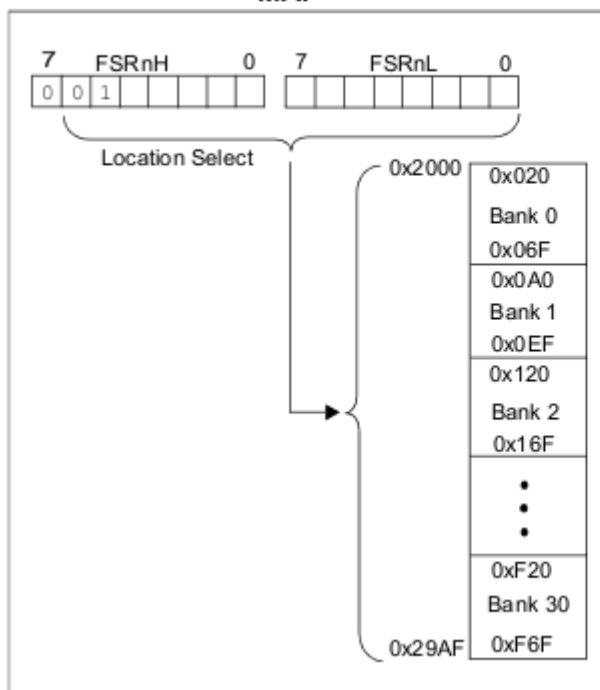 7 FSRnH 0 7 FSRnL 0
0 0 1
Location Select
0x2000
0x020
Bank 0
0x06F
0x0A0
Bank 1
0x0EF
0x120
Bank 2
0x16F
0xF20
Bank 30
0x29AF 0xF6F